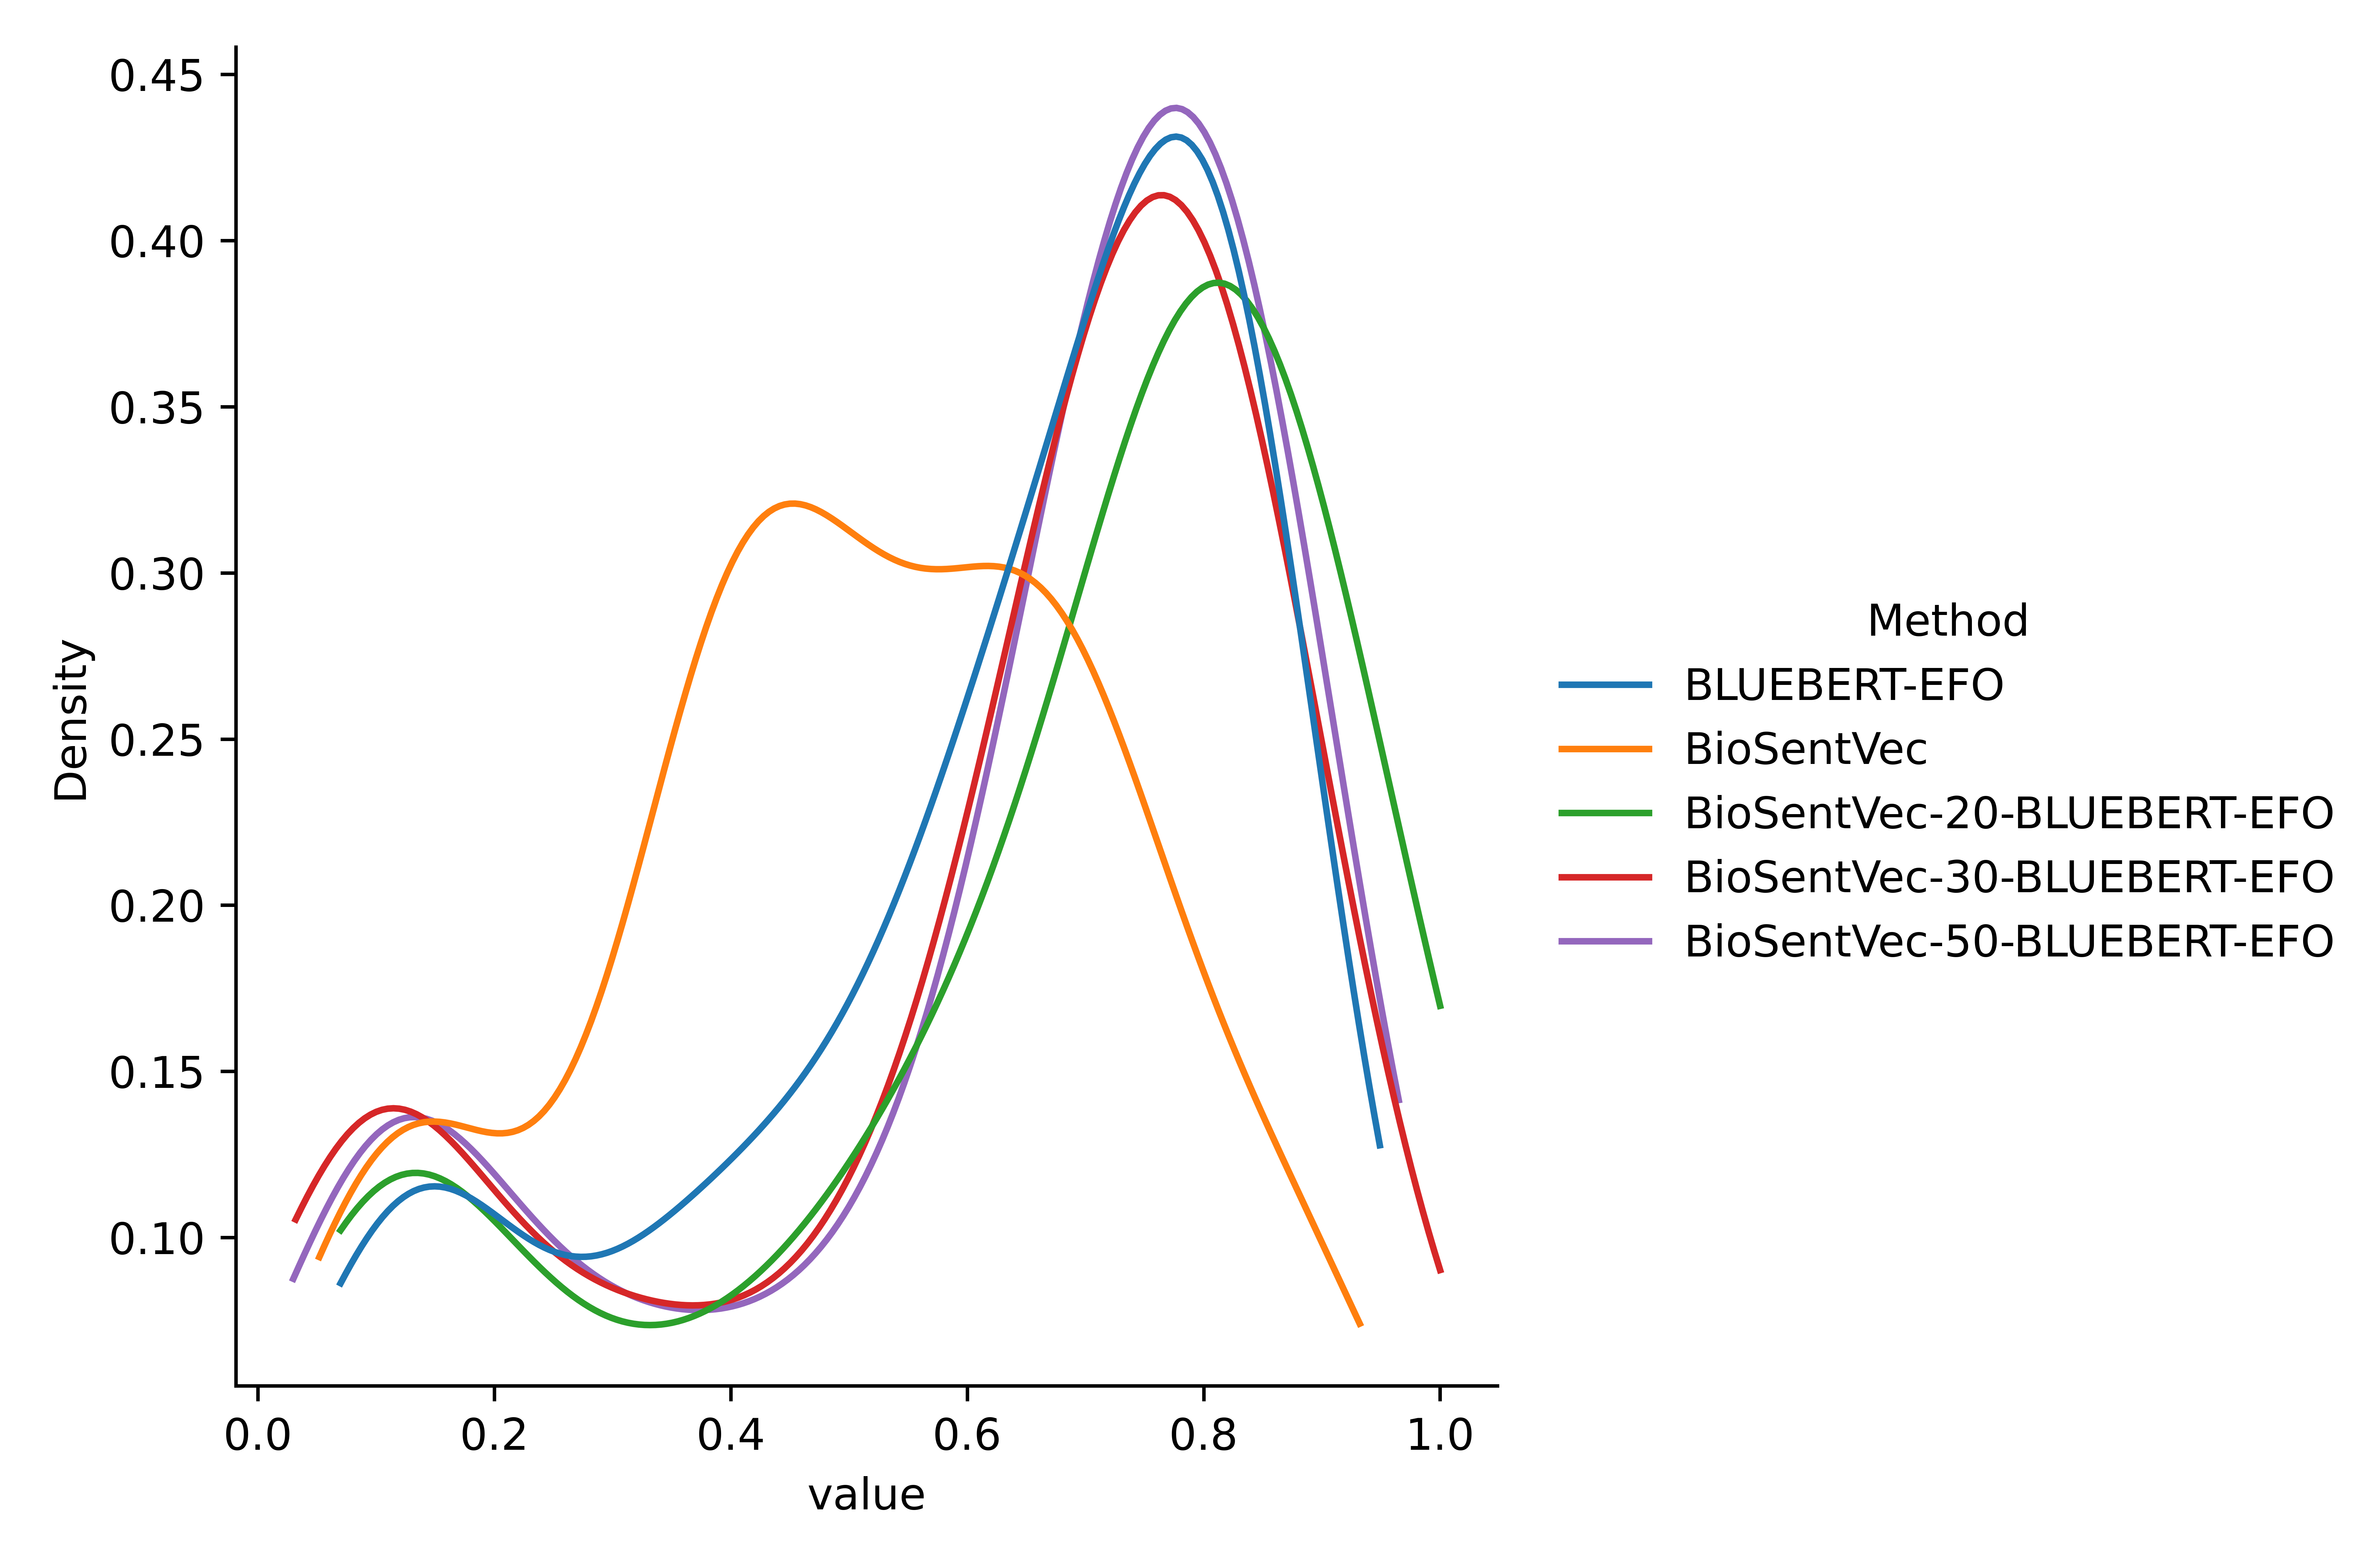 0.45
0.40
0.35
0.30
0.25
0.20
0.15
0.10
Density
0.0 0.2 0.4 0.6 0.8 1.0
value
Method
BLUEBERT-EFO
BioSentVec
BioSentVec-20-BLUEBERT-EFO
BioSentVec-30-BLUEBERT-EFO
BioSentVec-50-BLUEBERT-EFO